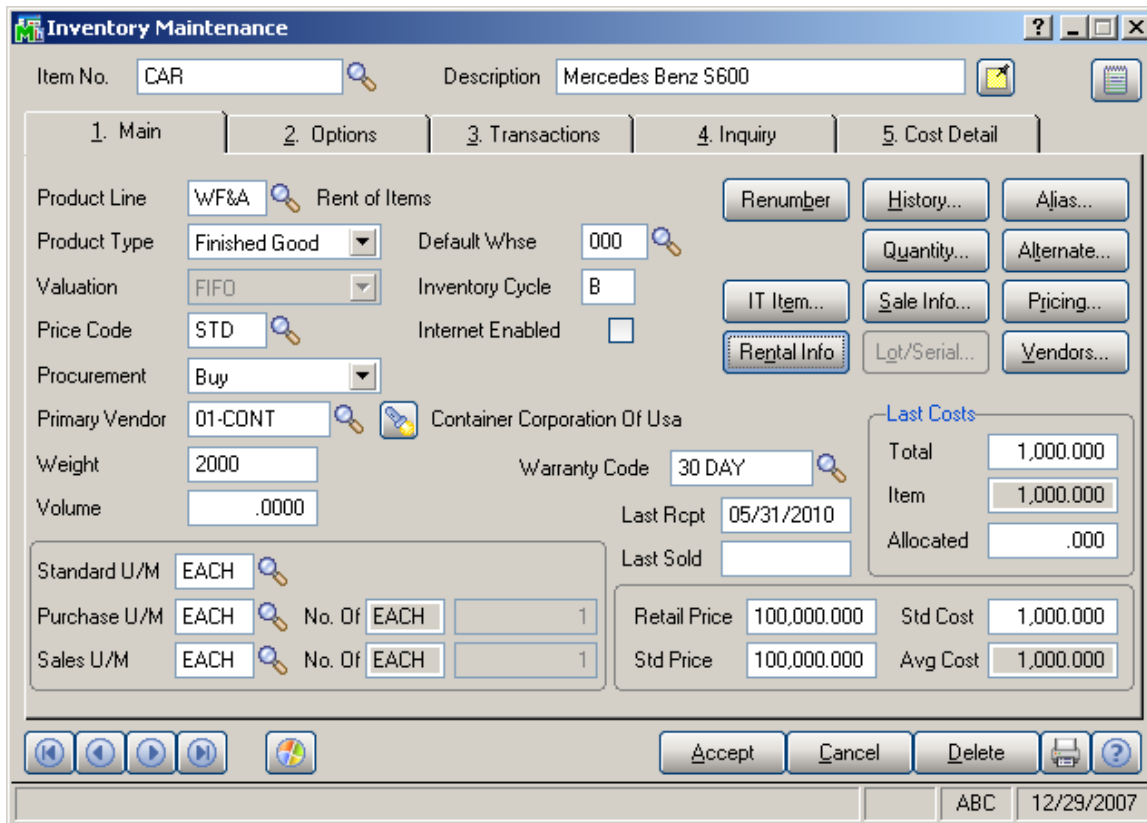 Inventory Maintenance
Item No. CAR Description Mercedes Benz S600
1. Main 2. Options 3. Transactions 4. Inquiry 5. Cost Detail
Product Line WF&A Rent of Items Renumber History... Alias...
Product Type Finished Good Default Whse 000 Quantity... Alternate...
Valuation FIFO Inventory Cycle B IT Item... Sale Info... Pricing...
Price Code STD Internet Enabled Rental Info Lot/Serial... Vendors...
Procurement Buy
Primary Vendor 01-CONT Container Corporation Of Usa Last Costs
Weight 2000 Warranty Code 30 DAY Total 1,000.000
Volume .0000 Last Rcpt 05/31/2010 Item 1,000.000
Last Sold Allocated .000
Standard U/M EACH
Purchase U/M EACH No. Of EACH 1 Retail Price 100,000.000 Std Cost 1,000.000
Sales U/M EACH No. Of EACH 1 Std Price 100,000.000 Avg Cost 1,000.000
Accept Cancel Delete
ABC 12/29/2007